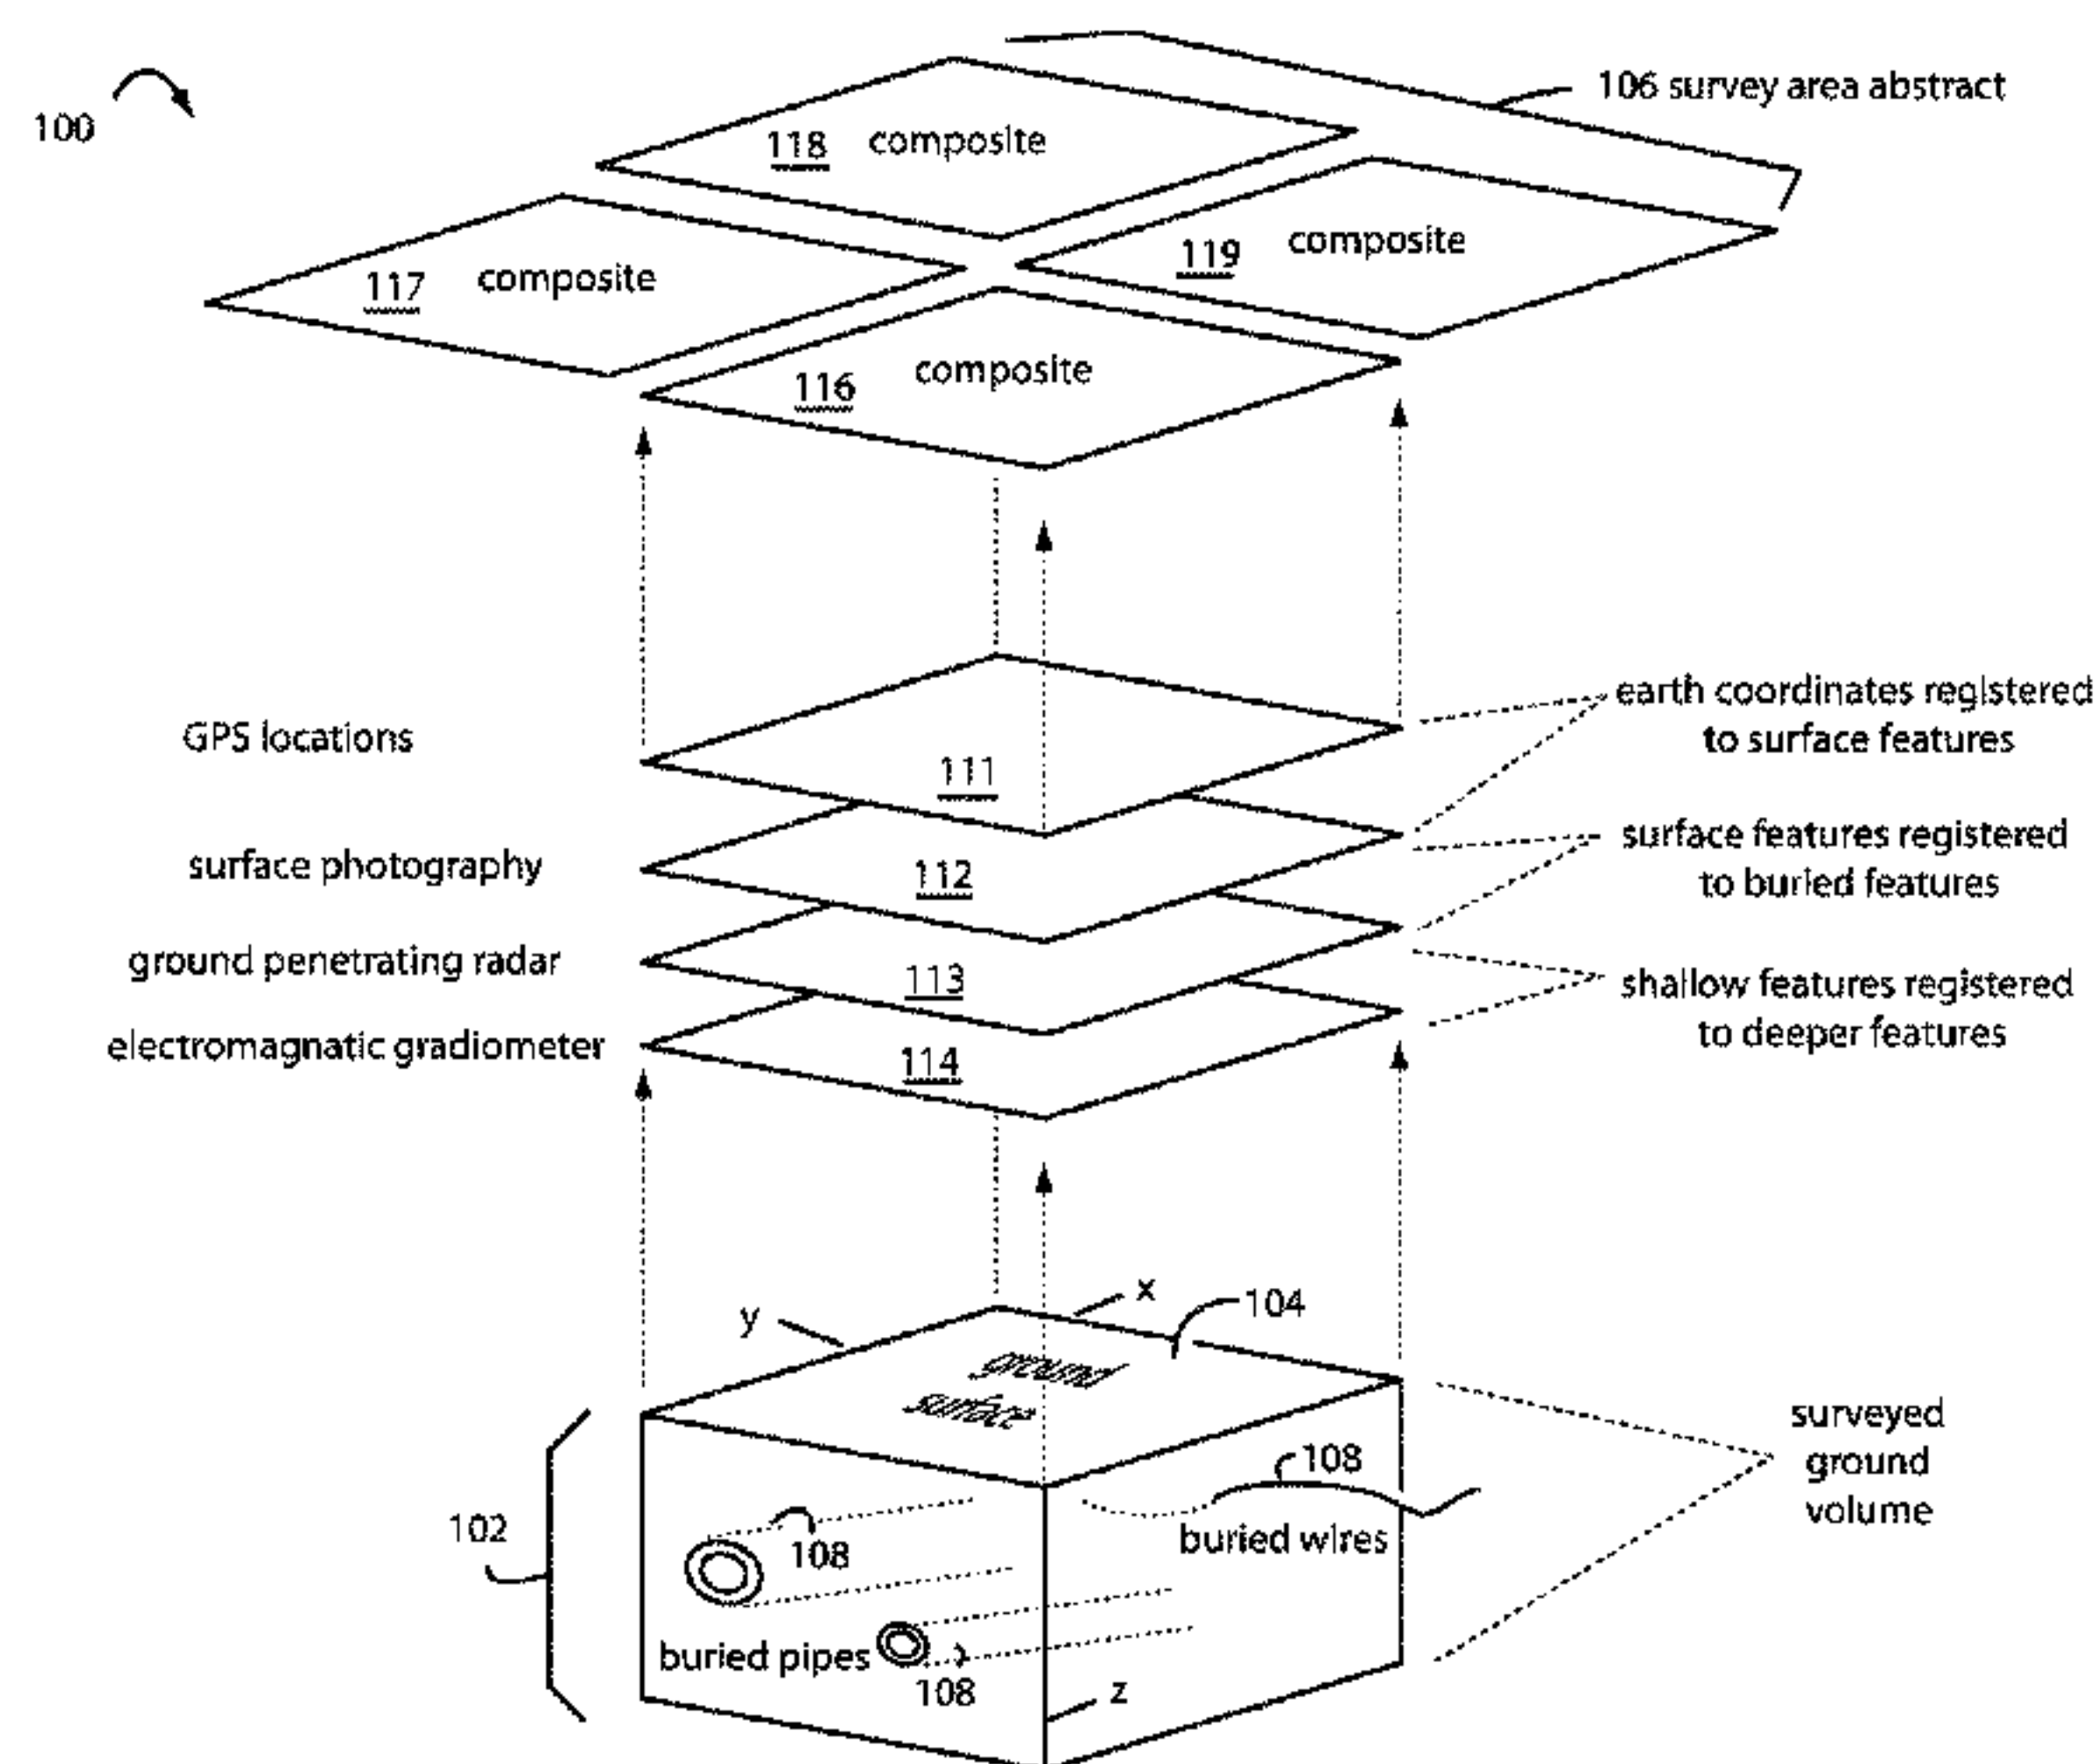 100
106 survey area abstract
118 composite
119 composite
117 composite
116 composite
GPS locations
111
earth coordinates registered
to surface features
surface photography
112
surface features registered
to buried features
ground penetrating radar
113
shallow features registered
to deeper features
electromagnetic gradiometer
114
x
y
104
ground
surface
surveyed
ground
volume
102
108
buried wires
108
buried pipes
108
z